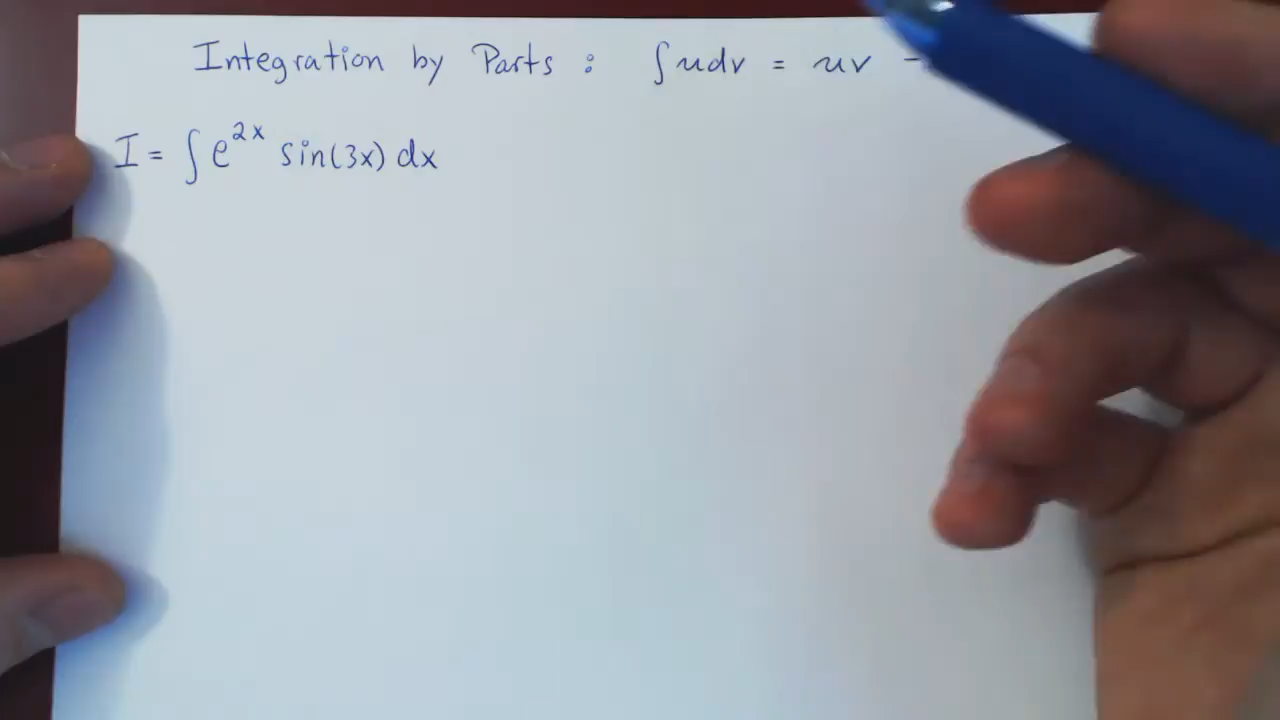 Integration by Parts : ∫udv = uv -
I = ∫e^{2x} sin(3x) dx